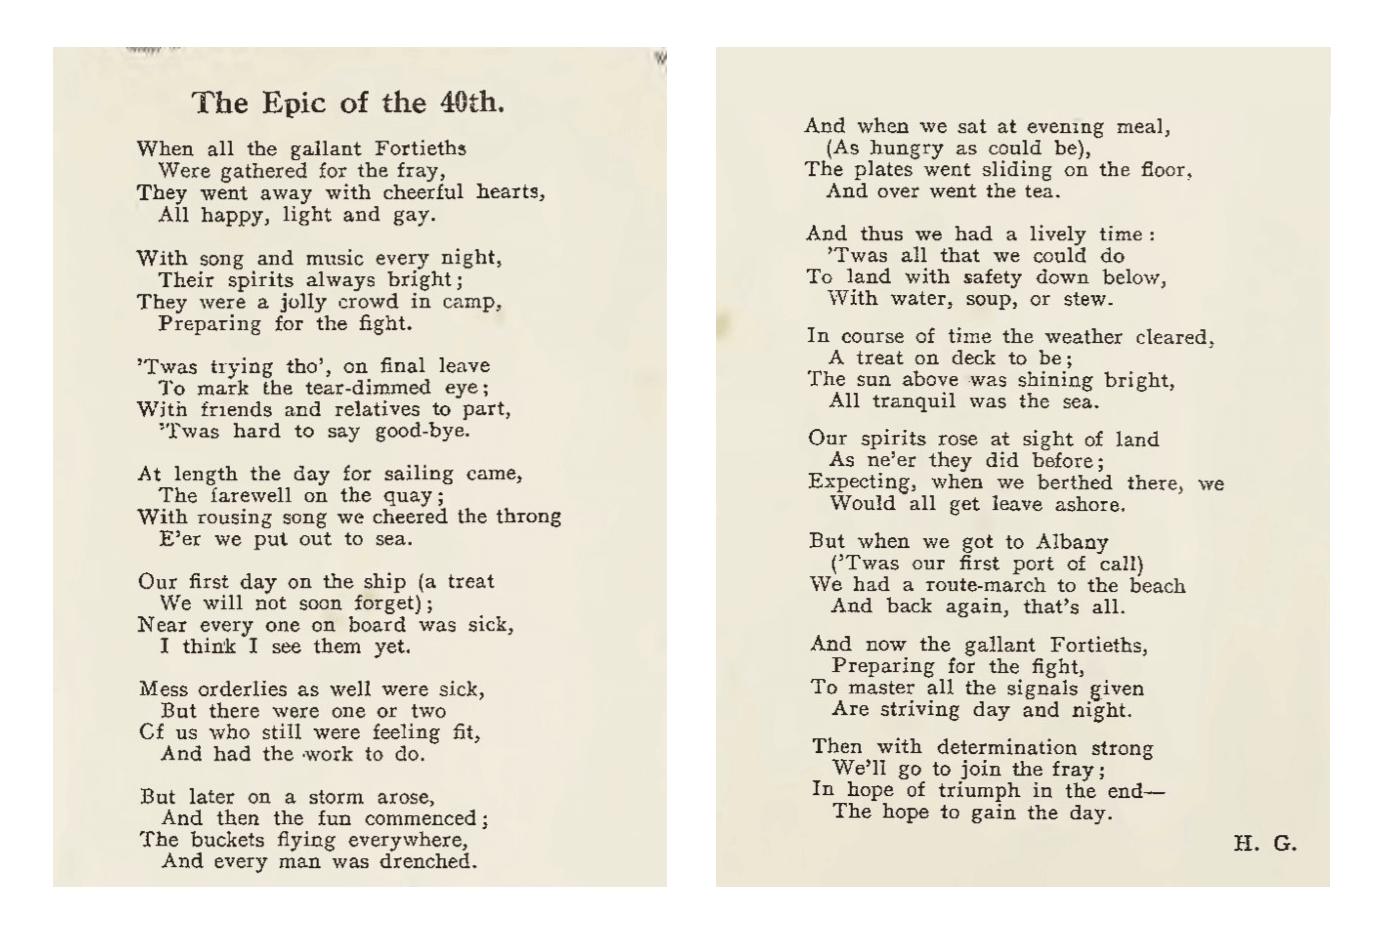 The Epic of the 40th.
When all the gallant Fortieths
Were gathered for the fray,
They went away with cheerful hearts,
All happy, light and gay.
With song and music every night,
Their spirits always bright;
They were a jolly crowd in camp,
Preparing for the fight.
'Twas trying tho', on final leave
To mark the tear-dimmed eye;
With friends and relatives to part,
'Twas hard to say good-bye.
At length the day for sailing came,
The farewell on the quay;
With rousing song we cheered the throng
E'er we put out to sea.
Our first day on the ship (a treat
We will not soon forget);
Near every one on board was sick,
I think I see them yet.
Mess orderlies as well were sick,
But there were one or two
Cf us who still were feeling fit,
And had the work to do.
But later on a storm arose,
And then the fun commenced;
The buckets flying everywhere,
And every man was drenched.
And when we sat at evening meal,
(As hungry as could be),
The plates went sliding on the floor,
And over went the tea.
And thus we had a lively time:
'Twas all that we could do
To land with safety down below,
With water, soup, or stew.
In course of time the weather cleared,
A treat on deck to be;
The sun above was shining bright,
All tranquil was the sea.
Our spirits rose at sight of land
As ne'er they did before;
Expecting, when we berthed there, we
Would all get leave ashore.
But when we got to Albany
('Twas our first port of call)
We had a route-march to the beach
And back again, that's all.
And now the gallant Fortieths,
Preparing for the fight,
To master all the signals given
Are striving day and night.
Then with determination strong
We'll go to join the fray;
In hope of triumph in the end—
The hope to gain the day.
H. G.